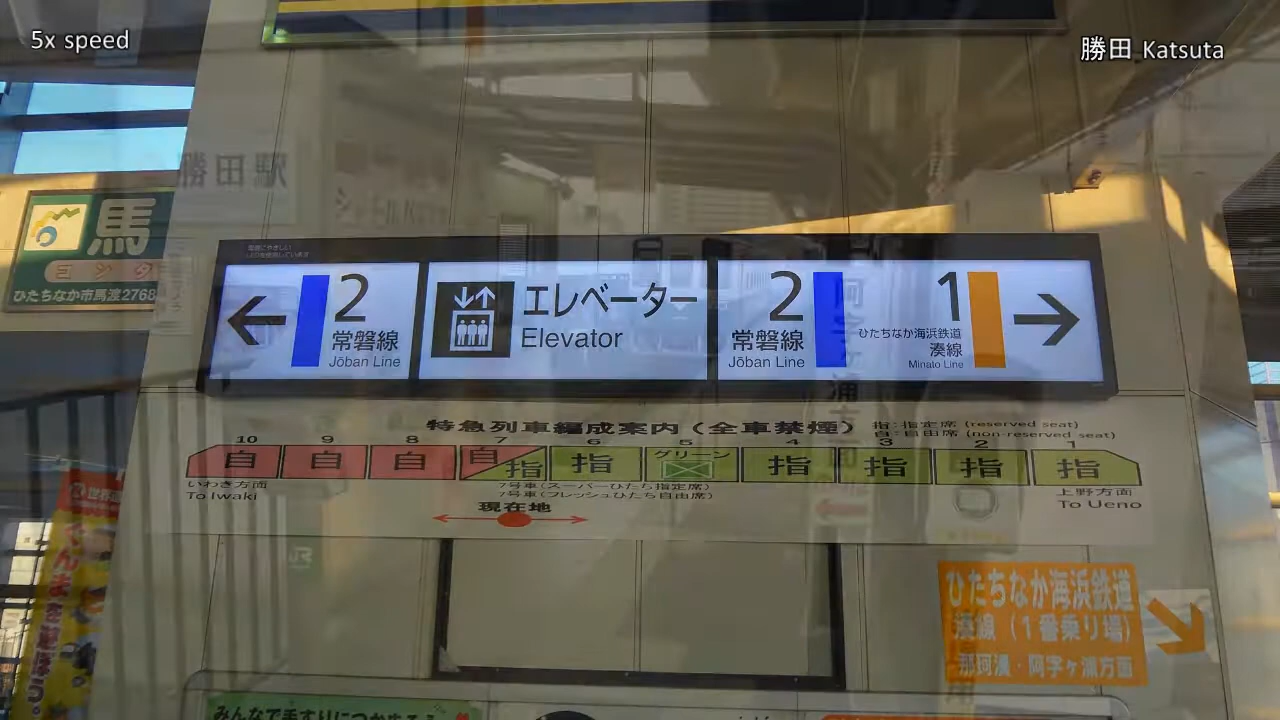 5x speed
勝田 Katsuta
勝田駅
馬
ヨシダ
ひたちなか市馬渡2768
2
常磐線
Jōban Line
エレベーター
Elevator
2
常磐線
Jōban Line
1
ひたちなか海浜鉄道
湊線
Minato Line
特急列車編成案内(全車禁煙)
指:指定席 (reserved seat)
自:自由席 (non-reserved seat)
10 9 8 7 6 5 4 3 2 1
自 自 自 自 指 指 グリーン 指 指 指 指
いわき方面
To Iwaki
7号車(スーパーひたち指定席)
7号車(フレッシュひたち自由席)
上野方面
To Ueno
現在地
JR
ひたちなか海浜鉄道
湊線(1番乗り場)
那珂湊・阿字ヶ浦方面
みんなで手すりにつかまろう